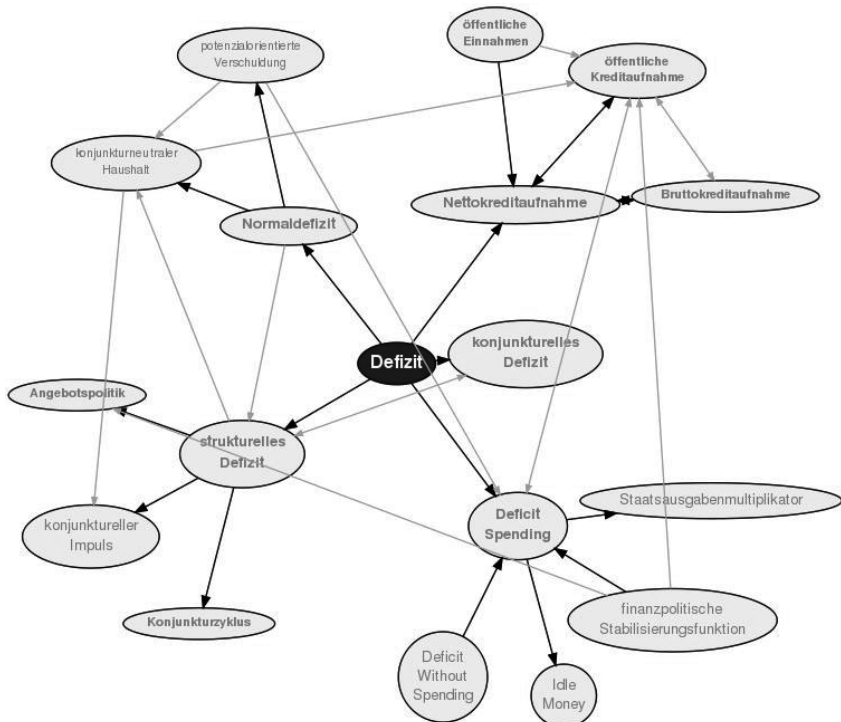 potenzialorientierte
Verschuldung
öffentliche
Einnahmen
öffentliche
Kreditaufnahme
konjunkturneutraler
Haushalt
Nettokreditaufnahme
Bruttokreditaufnahme
Normaldefizit
Defizit
konjunkturelles
Defizit
Angebotspolitik
strukturelles
Defizit
konjunktureller
Impuls
Deficit
Spending
Staatsausgabenmultiplikator
Konjunkturzyklus
finanzpolitische
Stabilisierungsfunktion
Deficit
Without
Spending
Idle
Money